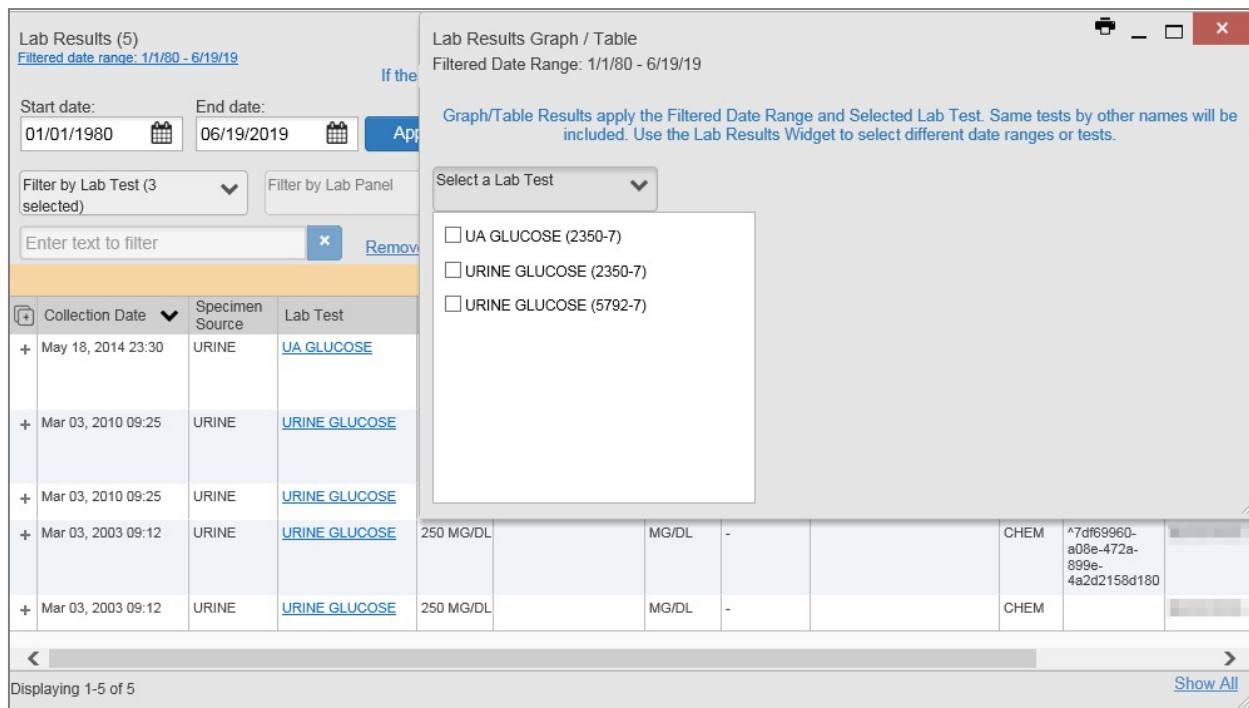 Lab Results (5)
Filtered date range: 1/1/80 - 6/19/19
If the
Start date:
End date:
01/01/1980
06/19/2019
App
Filter by Lab Test (3
selected)
Filter by Lab Panel
Enter text to filter
Remov
Collection Date
Specimen
Source
Lab Test
+ May 18, 2014 23:30 URINE UA GLUCOSE
+ Mar 03, 2010 09:25 URINE URINE GLUCOSE
+ Mar 03, 2010 09:25 URINE URINE GLUCOSE
+ Mar 03, 2003 09:12 URINE URINE GLUCOSE 250 MG/DL MG/DL - CHEM ^7df69960-
a08e-472a-
899e-
4a2d2158d180
+ Mar 03, 2003 09:12 URINE URINE GLUCOSE 250 MG/DL MG/DL - CHEM
Displaying 1-5 of 5
Show All
Lab Results Graph / Table
Filtered Date Range: 1/1/80 - 6/19/19
Graph/Table Results apply the Filtered Date Range and Selected Lab Test. Same tests by other names will be
included. Use the Lab Results Widget to select different date ranges or tests.
Select a Lab Test
UA GLUCOSE (2350-7)
URINE GLUCOSE (2350-7)
URINE GLUCOSE (5792-7)